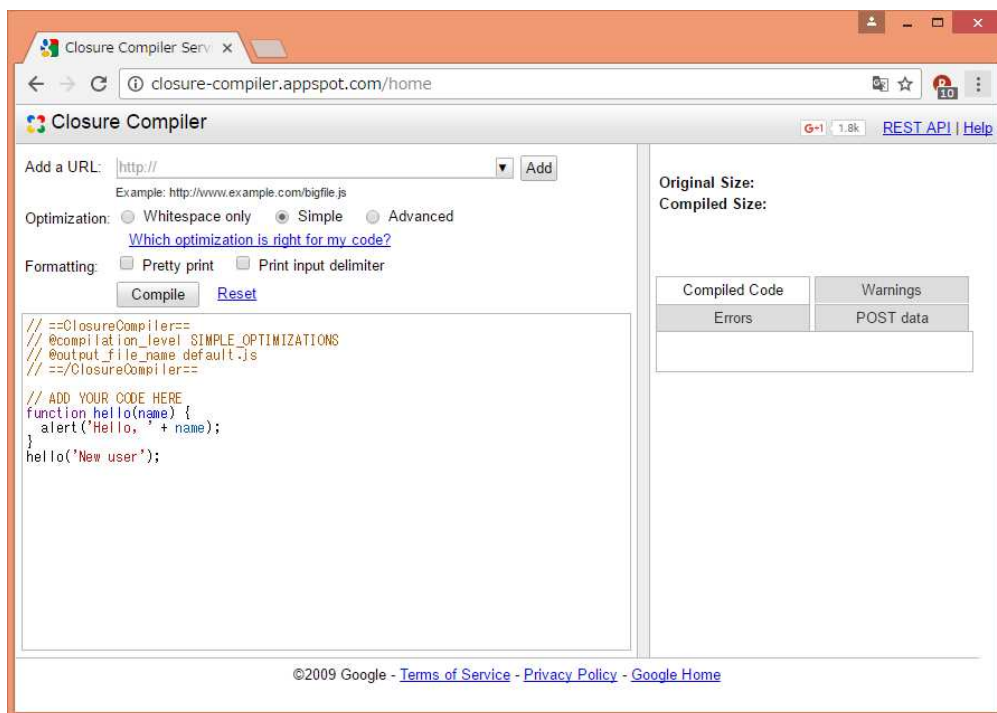 Closure Compiler Serv
closure-compiler.appspot.com/home
10
Closure Compiler
G+1 1.8k REST API | Help
Add a URL: http:// Add
Example: http://www.example.com/bigfile.js
Optimization: Whitespace only Simple Advanced
Which optimization is right for my code?
Formatting: Pretty print Print input delimiter
Compile Reset
// ==ClosureCompiler==
// @compilation_level SIMPLE_OPTIMIZATIONS
// @output_file_name default.js
// ==/ClosureCompiler==
// ADD YOUR CODE HERE
function hello(name) {
alert('Hello, ' + name);
}
hello('New user');
Original Size:
Compiled Size:
Compiled Code Warnings
Errors POST data
©2009 Google - Terms of Service - Privacy Policy - Google Home